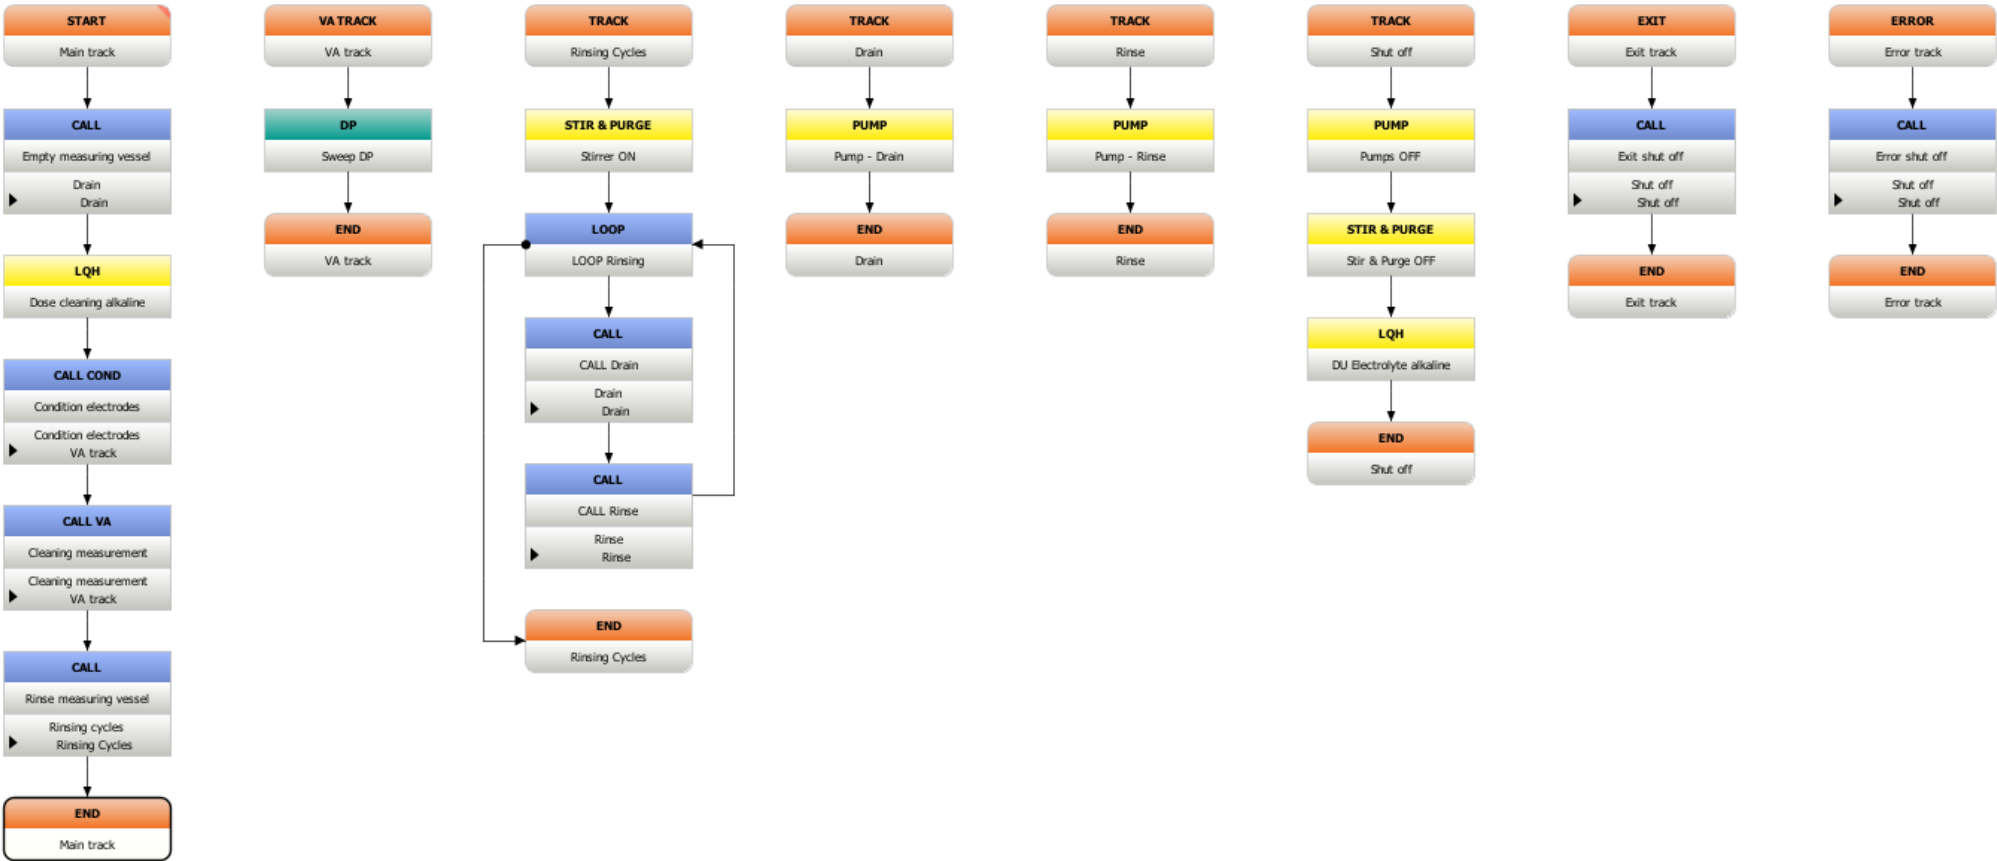 START
Main track
CALL
Empty measuring vessel
Drain
Drain
LQH
Dose cleaning alkaline
CALL COND
Condition electrodes
Condition electrodes
VA track
CALL VA
Cleaning measurement
Cleaning measurement
VA track
CALL
Rinse measuring vessel
Rinsing cycles
Rinsing Cycles
END
Main track
VA TRACK
VA track
DP
Sweep DP
END
VA track
TRACK
Rinsing Cycles
STIR & PURGE
Stirrer ON
LOOP
LOOP Rinsing
CALL
CALL Drain
Drain
Drain
CALL
CALL Rinse
Rinse
Rinse
END
Rinsing Cycles
TRACK
Drain
PUMP
Pump - Drain
END
Drain
TRACK
Rinse
PUMP
Pump - Rinse
END
Rinse
TRACK
Shut off
PUMP
Pumps OFF
STIR & PURGE
Stir & Purge OFF
LQH
DU Electrolyte alkaline
END
Shut off
EXIT
Exit track
CALL
Exit shut off
Shut off
Shut off
END
Exit track
ERROR
Error track
CALL
Error shut off
Shut off
Shut off
END
Error track